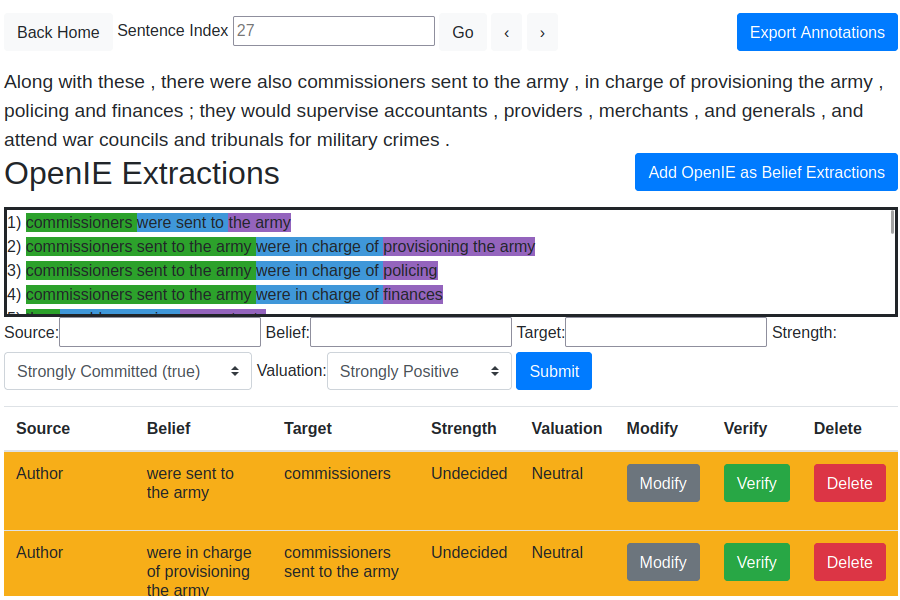 Back Home Sentence Index 27 Go ‹ › Export Annotations
Along with these , there were also commissioners sent to the army , in charge of provisioning the army ,
policing and finances ; they would supervise accountants , providers , merchants , and generals , and
attend war councils and tribunals for military crimes .
OpenIE Extractions Add OpenIE as Belief Extractions
1) commissioners were sent to the army
2) commissioners sent to the army were in charge of provisioning the army
3) commissioners sent to the army were in charge of policing
4) commissioners sent to the army were in charge of finances
Source: Belief: Target: Strength:
Strongly Committed (true) Valuation: Strongly Positive Submit
Source Belief Target Strength Valuation Modify Verify Delete
Author were sent to commissioners Undecided Neutral Modify Verify Delete
the army
Author were in charge commissioners Undecided Neutral Modify Verify Delete
of provisioning sent to the army
the army